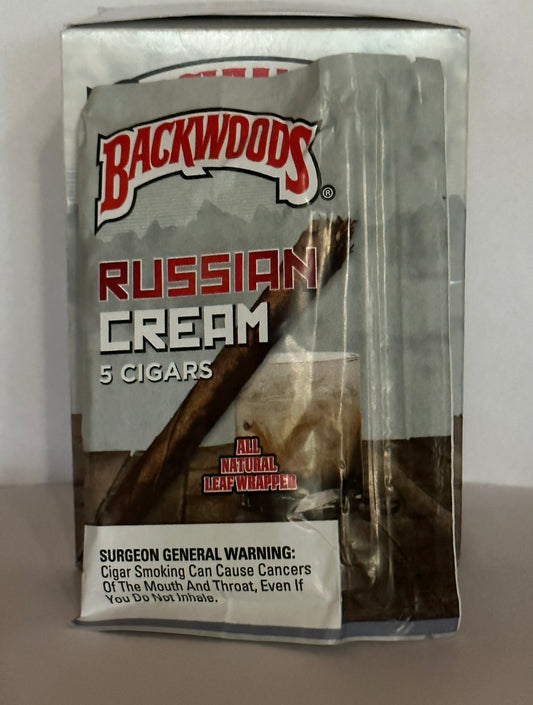 BACKWOODS®
RUSSIAN
CREAM
5 CIGARS
ALL
NATURAL
LEAF WRAPPER
SURGEON GENERAL WARNING:
Cigar Smoking Can Cause Cancers
Of The Mouth And Throat, Even If
You Do Not Inhale.